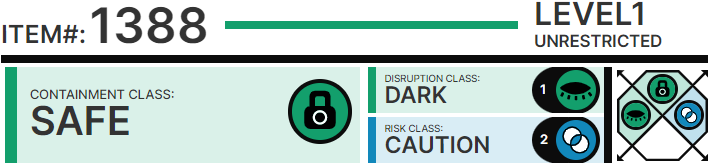 ITEM#: 1388
LEVEL1
UNRESTRICTED
CONTAINMENT CLASS:
SAFE
DISRUPTION CLASS:
DARK
1
RISK CLASS:
CAUTION
2